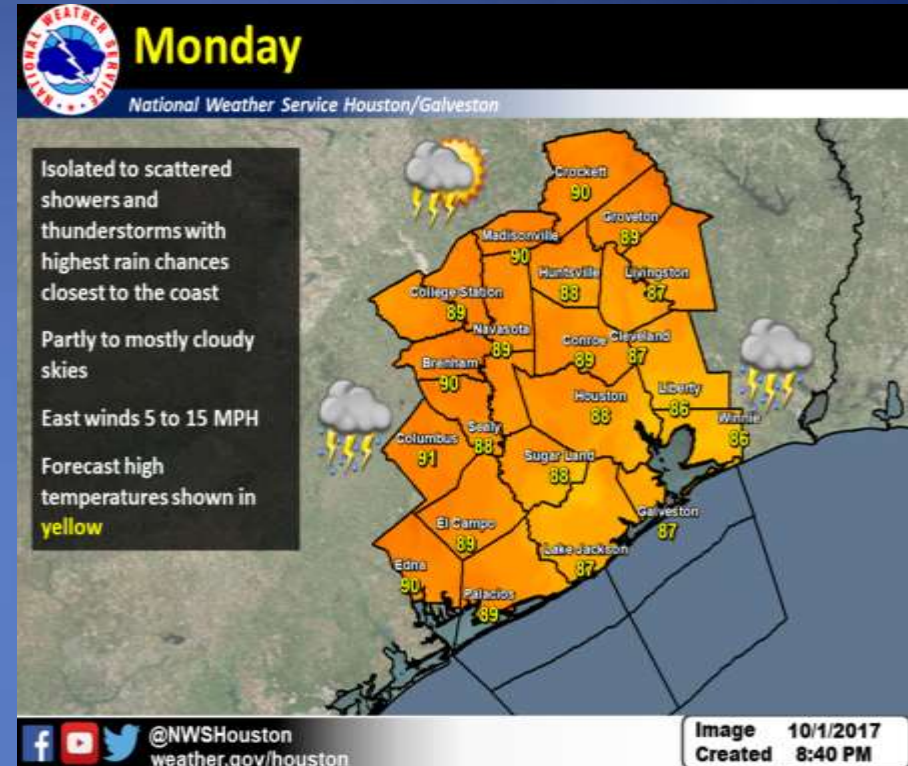 NATIONAL WEATHER SERVICE
Monday
National Weather Service Houston/Galveston
Isolated to scattered
showers and
thunderstorms with
highest rain chances
closest to the coast
Partly to mostly cloudy
skies
East winds 5 to 15 MPH
Forecast high
temperatures shown in
yellow
Crockett
90
Groveton
89
Madisonville
90
Huntsville
88
Livingston
87
College Station
89
Navasota
89
Conroe
89
Cleveland
87
Brenham
90
Houston
88
Liberty
86
Winnie
86
Columbus
91
Sealy
88
Sugar Land
88
Galveston
87
El Campo
89
Lake Jackson
87
Edna
90
Palacios
89
@NWSHouston
weather.gov/houston
Image 10/1/2017
Created 8:40 PM